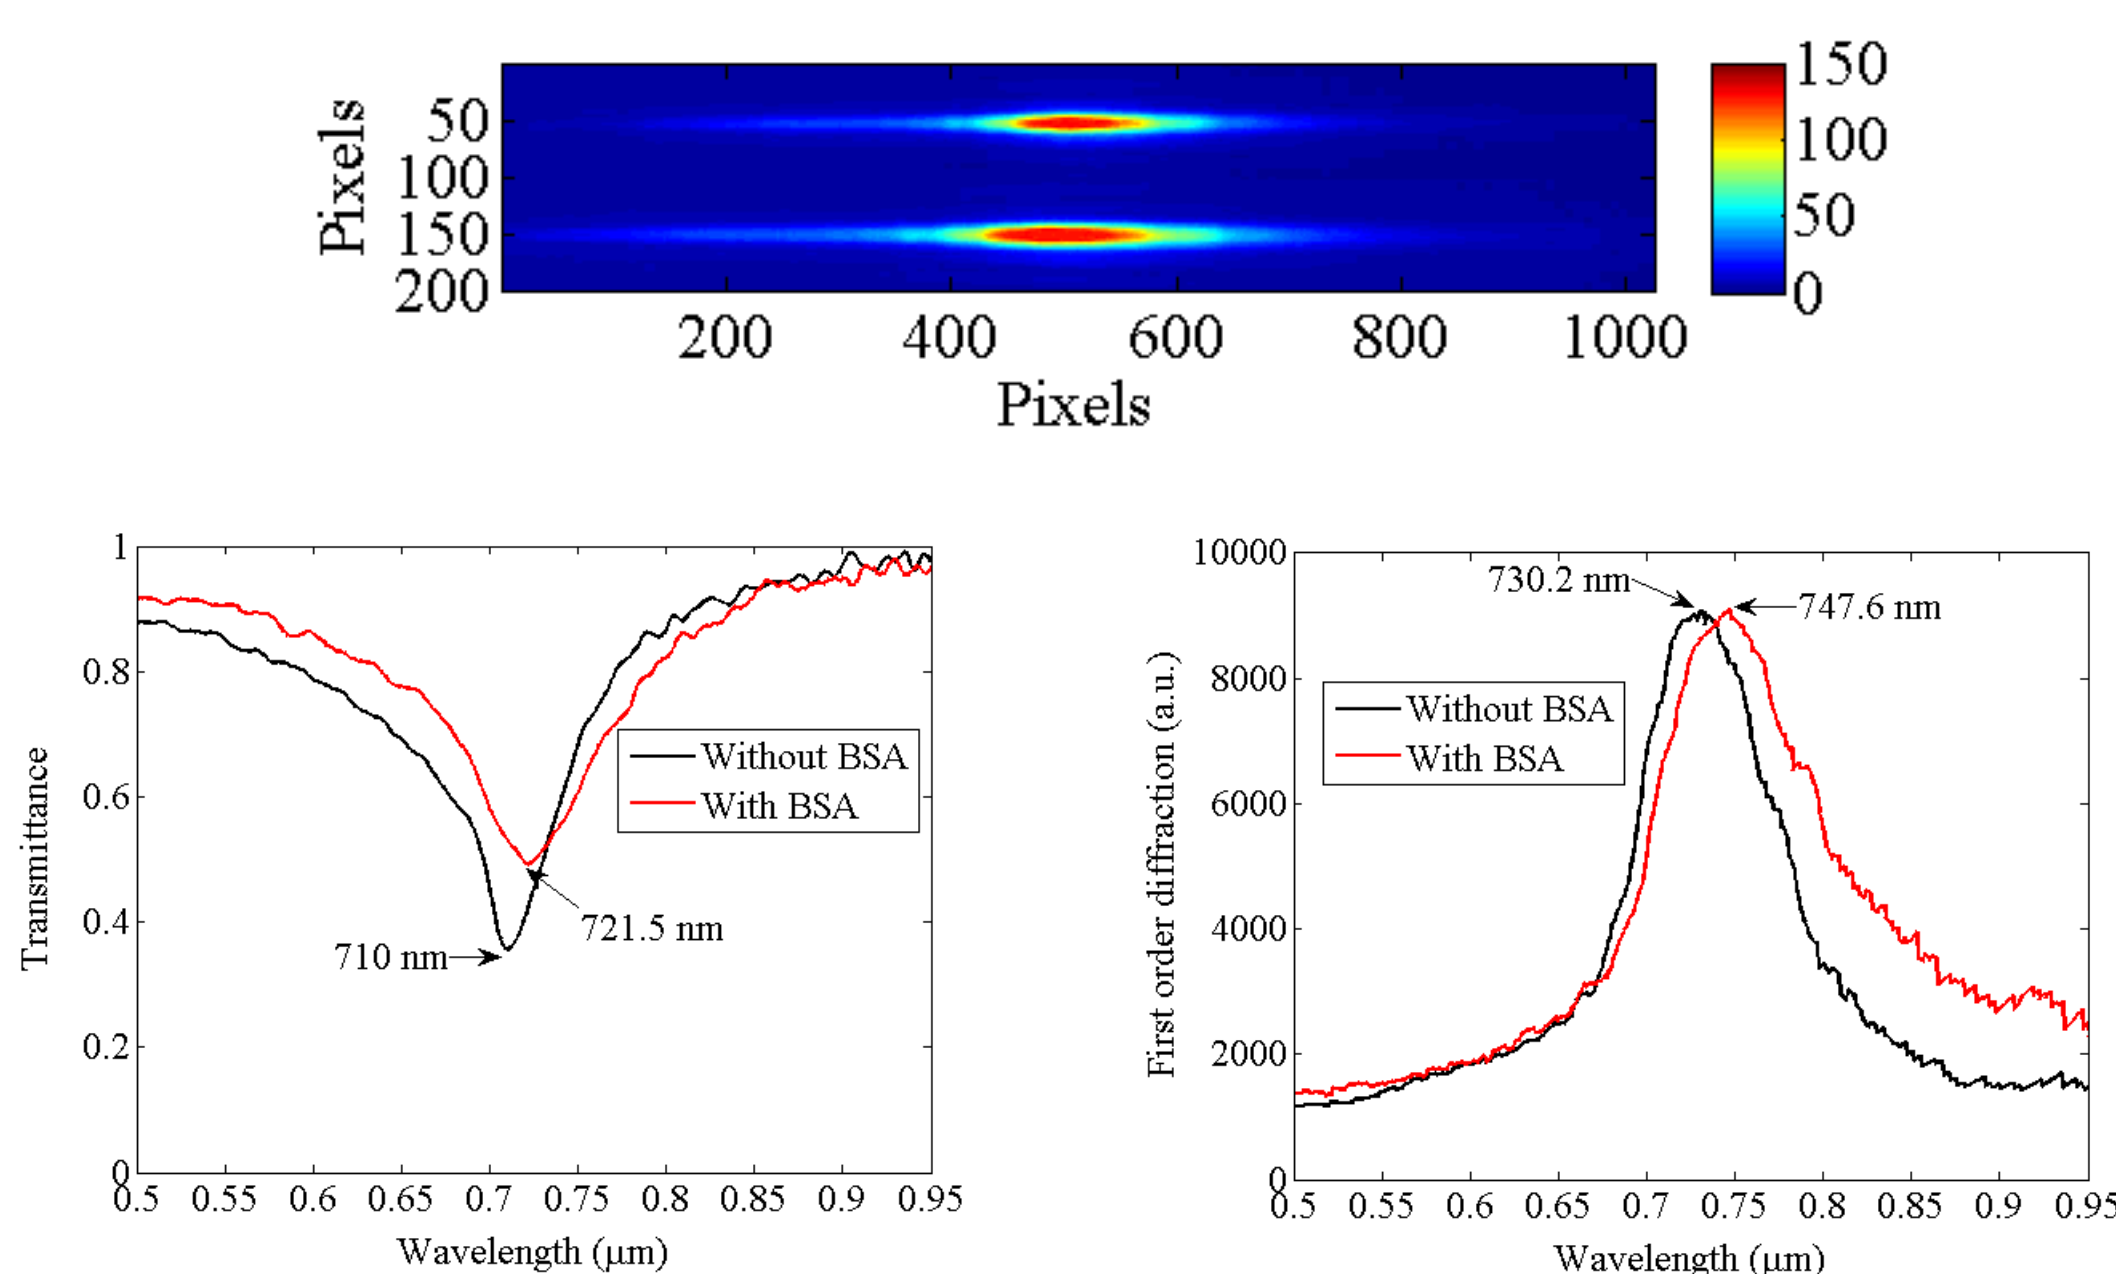 Pixels
50
100
150
200
200 400 600 800 1000
Pixels
150
100
50
0
Transmittance
1
0.8
0.6
0.4
0.2
0
0.5 0.55 0.6 0.65 0.7 0.75 0.8 0.85 0.9 0.95
Wavelength (μm)
Without BSA
With BSA
710 nm
721.5 nm
First order diffraction (a.u.)
10000
8000
6000
4000
2000
0
0.5 0.55 0.6 0.65 0.7 0.75 0.8 0.85 0.9 0.95
Wavelength (μm)
730.2 nm
747.6 nm
Without BSA
With BSA